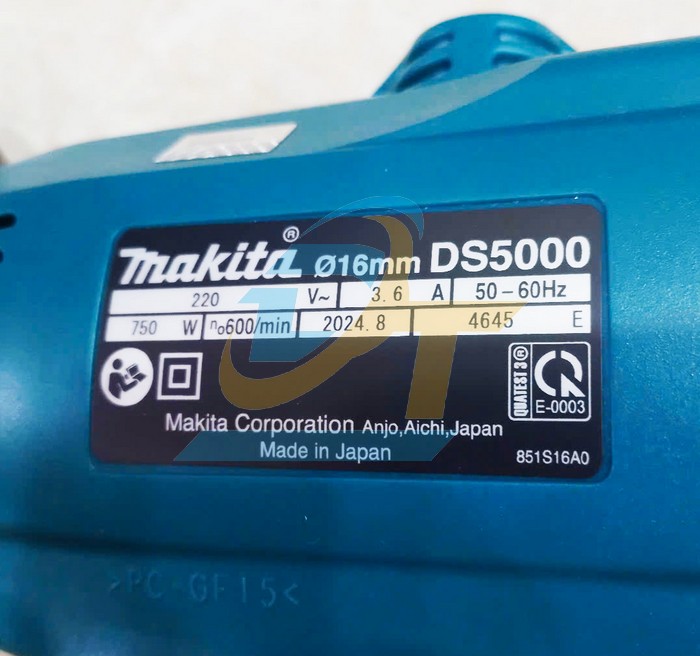 makita® Ø16mm DS5000
220 V~ 3.6 A 50-60Hz
750 W n₀600/min 2024.8 4645 E
QUATEST 3®
E-0003
Makita Corporation Anjo,Aichi,Japan
Made in Japan
851S16A0
>PC-GF15<